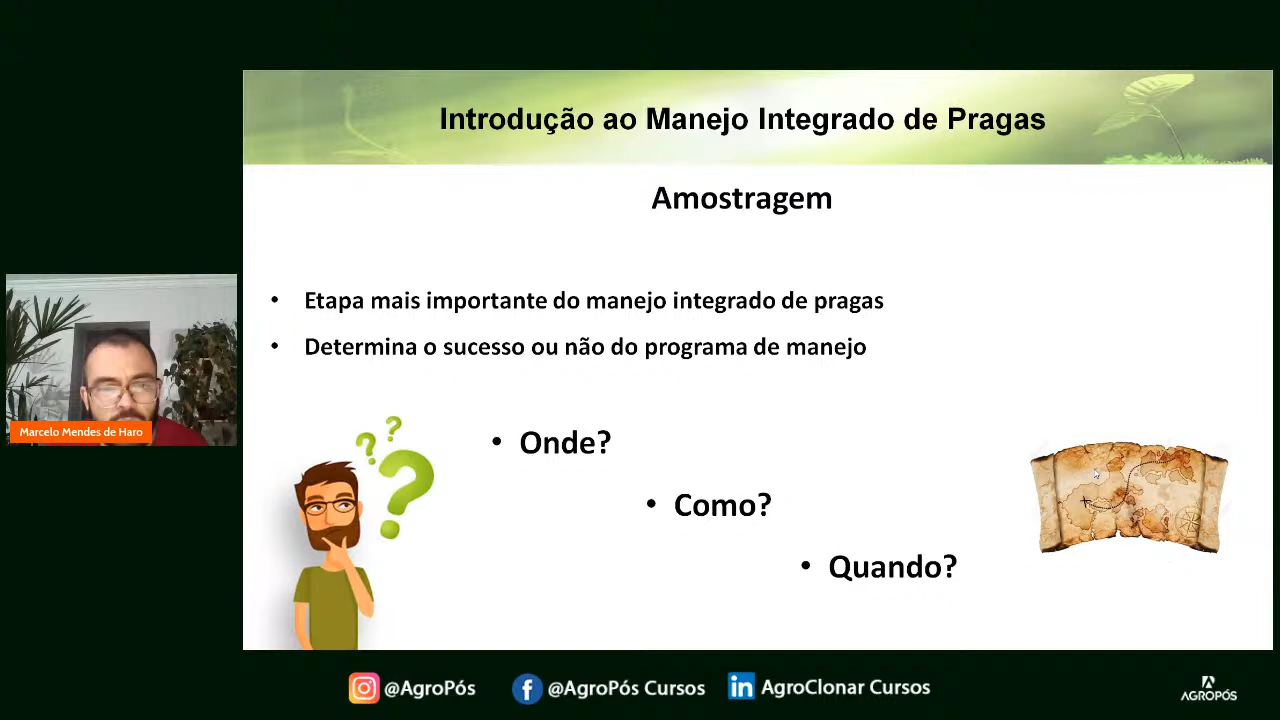 Introdução ao Manejo Integrado de Pragas
Amostragem
• Etapa mais importante do manejo integrado de pragas
• Determina o sucesso ou não do programa de manejo
• Onde?
• Como?
• Quando?
Marcelo Mendes de Haro
@AgroPós
@AgroPós Cursos
AgroClonar Cursos
AGROPÓS